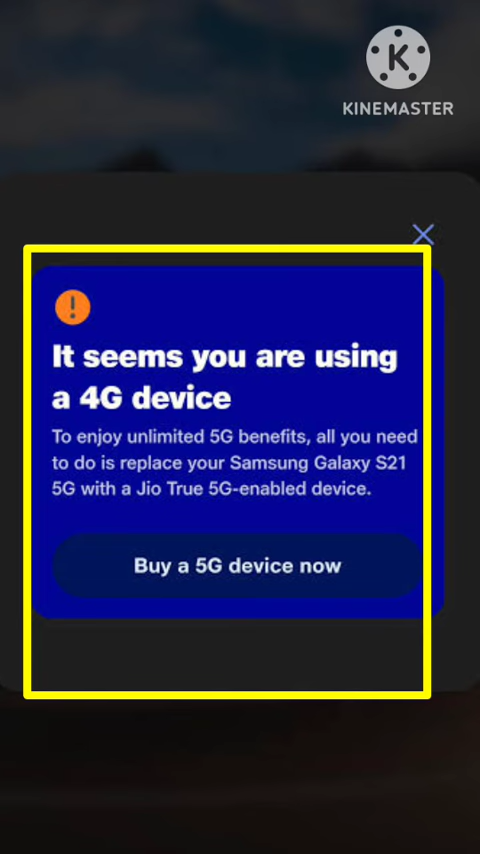 KINEMASTER
It seems you are using
a 4G device
To enjoy unlimited 5G benefits, all you need
to do is replace your Samsung Galaxy S21
5G with a Jio True 5G-enabled device.
Buy a 5G device now